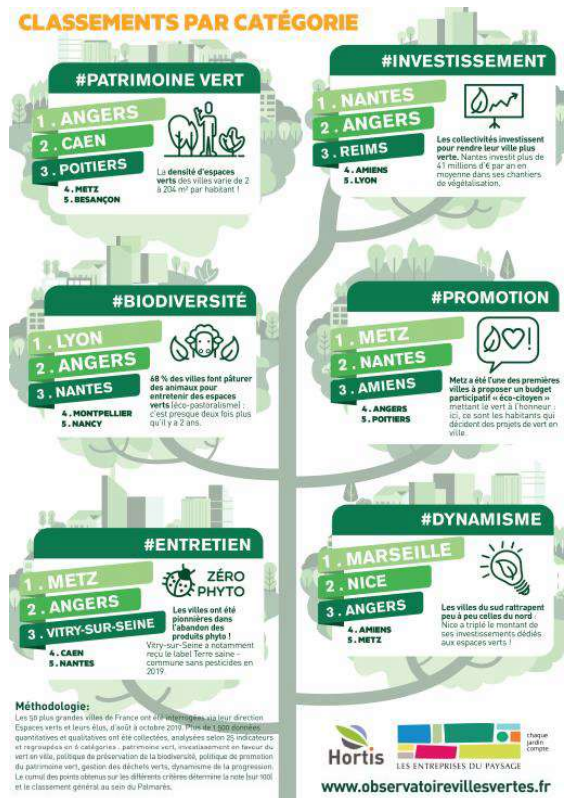 CLASSEMENTS PAR CATÉGORIE
#PATRIMOINE VERT
1. ANGERS
2. CAEN
3. POITIERS
4. METZ
5. BESANÇON
La densité d'espaces
verts des villes varie de 2
à 204 m² par habitant !
#INVESTISSEMENT
1. NANTES
2. ANGERS
3. REIMS
4. AMIENS
5. LYON
Les collectivités investissent
pour rendre leur ville plus
verte. Nantes investit plus de
41 millions d'€ par an en
moyenne dans ses chantiers
de végétalisation.
#BIODIVERSITÉ
1. LYON
2. ANGERS
3. NANTES
4. MONTPELLIER
5. NANCY
68 % des villes font pâturer
des animaux pour
entretenir des espaces
verts (éco-pastoralisme) :
c'est presque deux fois plus
qu'il y a 2 ans.
#PROMOTION
1. METZ
2. NANTES
3. AMIENS
4. ANGERS
5. POITIERS
Metz a été l'une des premières
villes à proposer un budget
participatif « éco-citoyen »
mettant le vert à l'honneur :
ici, ce sont les habitants qui
décident des projets de vert en
ville.
#ENTRETIEN
1. METZ
2. ANGERS
3. VITRY-SUR-SEINE
4. CAEN
5. NANTES
ZÉRO
PHYTO
Les villes ont été
pionnières dans
l'abandon des
produits phyto !
Vitry-sur-Seine a notamment
reçu le label Terre saine -
commune sans pesticides en
2019.
#DYNAMISME
1. MARSEILLE
2. NICE
3. ANGERS
4. AMIENS
5. METZ
Les villes du sud rattrapent
peu à peu celles du nord :
Nice a triplé le montant de
ses investissements dédiés
aux espaces verts !
Méthodologie:
Les 50 plus grandes villes de France ont été interrogées via leur direction
Espaces verts et leurs élus, d'août à octobre 2019. Plus de 1 500 données
quantitatives et qualitatives ont été collectées, analysées selon 25 indicateurs
et regroupées en 6 catégories : patrimoine vert, investissement en faveur du
vert en ville, politique de préservation de la biodiversité, politique de promotion
du patrimoine vert, gestion des déchets verts, dynamisme de la progression.
Le cumul des points obtenus sur les différents critères détermine la note (sur 100)
et le classement général au sein du Palmarès.
Hortis
LES ENTREPRISES DU PAYSAGE
chaque
jardin
compte
www.observatoirevillesvertes.fr